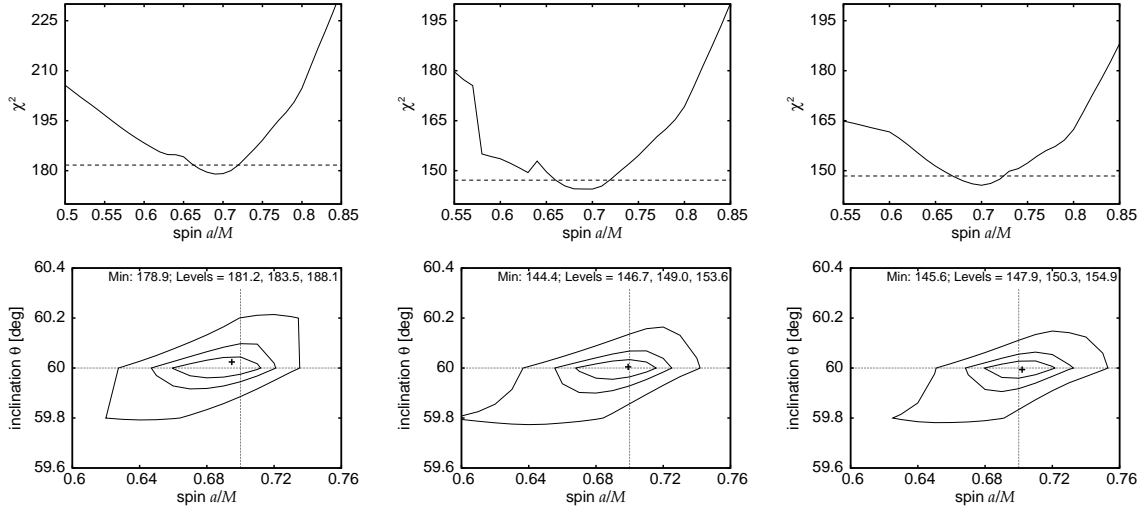 225
210
195
180
χ²
0.5 0.55 0.6 0.65 0.7 0.75 0.8 0.85
spin a/M
199
180
167
150
χ²
0.55 0.6 0.65 0.7 0.75 0.8 0.85
spin a/M
199
180
167
150
χ²
0.55 0.6 0.65 0.7 0.75 0.8 0.85
spin a/M
Min: 178.9; Levels = 181.2, 183.5, 188.1
60.4
60.2
60
59.8
59.6
inclination θ [deg]
0.6 0.64 0.68 0.72 0.76
spin a/M
Min: 144.4; Levels = 146.7, 149.0, 153.6
60.4
60.2
60
59.8
59.6
inclination θ [deg]
0.6 0.64 0.68 0.72 0.76
spin a/M
Min: 145.6; Levels = 147.9, 150.3, 154.9
60.4
60.2
60
59.8
59.6
inclination θ [deg]
0.6 0.64 0.68 0.72 0.76
spin a/M